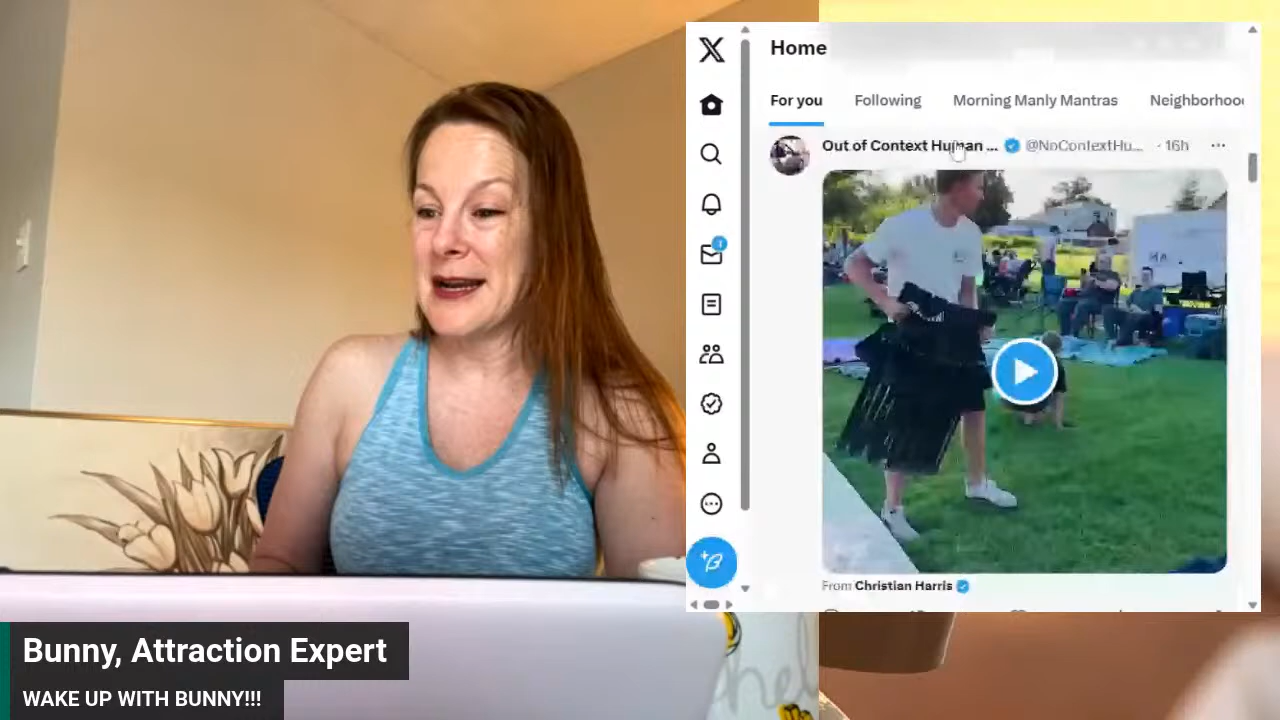 Home
For you Following Morning Manly Mantras
Out of Context Human ... @NoContextHu... · 16h ···
From Christian Harris
Bunny, Attraction Expert
WAKE UP WITH BUNNY!!!